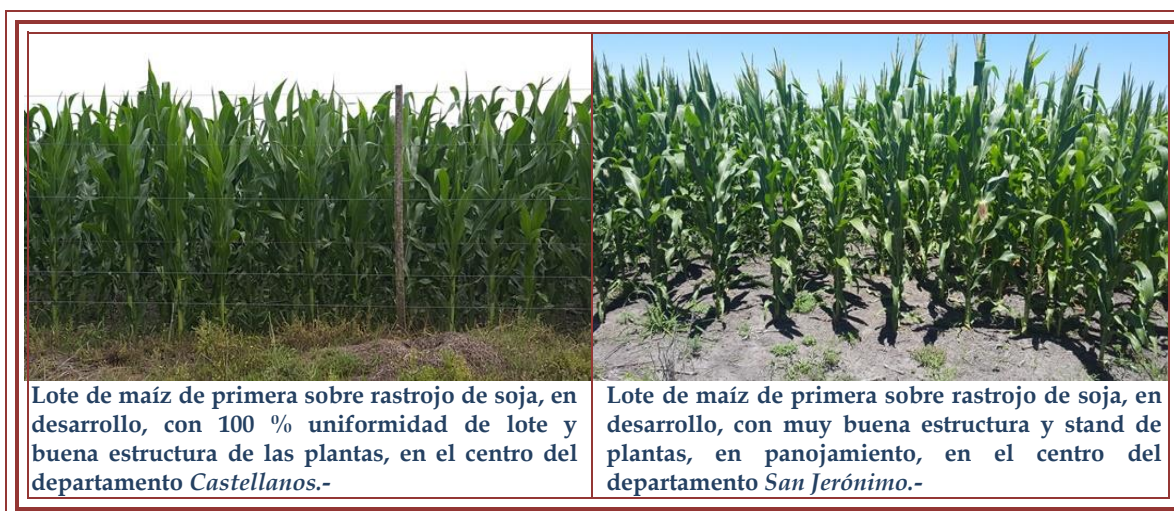 Lote de maíz de primera sobre rastrojo de soja, en
desarrollo, con 100 % uniformidad de lote y
buena estructura de las plantas, en el centro del
departamento Castellanos.-
Lote de maíz de primera sobre rastrojo de soja, en
desarrollo, con muy buena estructura y stand de
plantas, en panojamiento, en el centro del
departamento San Jerónimo.-